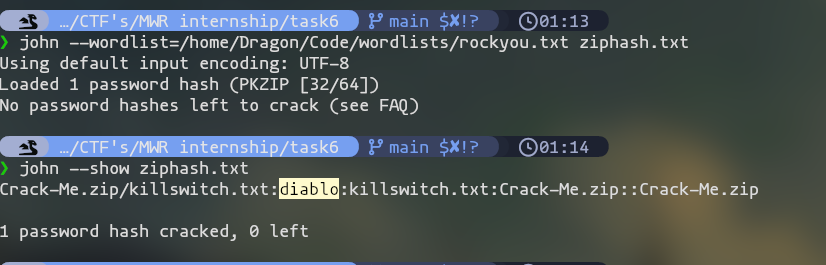 …/CTF's/MWR internship/task6 main $✘!? 01:13
❯ john --wordlist=/home/Dragon/Code/wordlists/rockyou.txt ziphash.txt
Using default input encoding: UTF-8
Loaded 1 password hash (PKZIP [32/64])
No password hashes left to crack (see FAQ)
…/CTF's/MWR internship/task6 main $✘!? 01:14
❯ john --show ziphash.txt
Crack-Me.zip/killswitch.txt:diablo:killswitch.txt:Crack-Me.zip::Crack-Me.zip
1 password hash cracked, 0 left